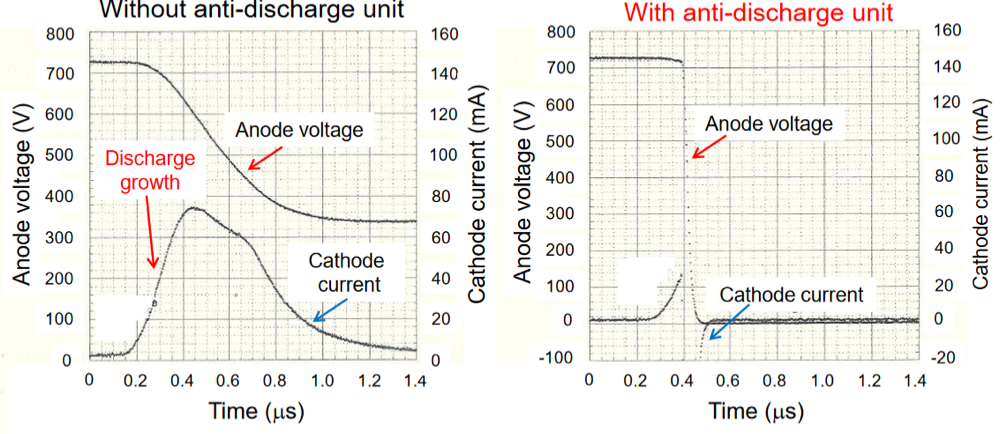 Without anti-discharge unit
800
700
600
500
400
300
200
100
0
Anode voltage (V)
160
140
120
100
80
60
40
20
0
Cathode current (mA)
Anode voltage
Discharge
growth
Cathode
current
0 0.2 0.4 0.6 0.8 1.0 1.2 1.4
Time (μs)
With anti-discharge unit
800
700
600
500
400
300
200
100
0
-100
Anode voltage (V)
160
140
120
100
80
60
40
20
0
-20
Cathode current (mA)
Anode voltage
Cathode current
0 0.2 0.4 0.6 0.8 1.0 1.2 1.4
Time (μs)